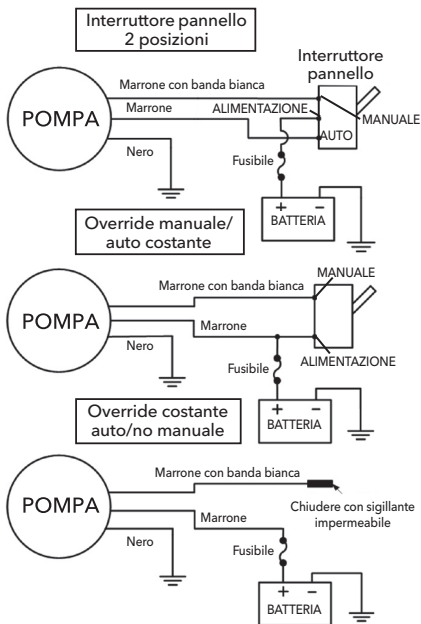 Interruttore pannello
2 posizioni
Interruttore
pannello
Marrone con banda bianca
POMPA
Marrone
ALIMENTAZIONE
MANUALE
AUTO
Nero
Fusibile
+ −
BATTERIA
Override manuale/
auto costante
MANUALE
Marrone con banda bianca
POMPA
Marrone
Nero
ALIMENTAZIONE
Fusibile
+ −
BATTERIA
Override costante
auto/no manuale
Marrone con banda bianca
POMPA
Chiudere con sigillante
impermeabile
Marrone
Nero
Fusibile
+ −
BATTERIA